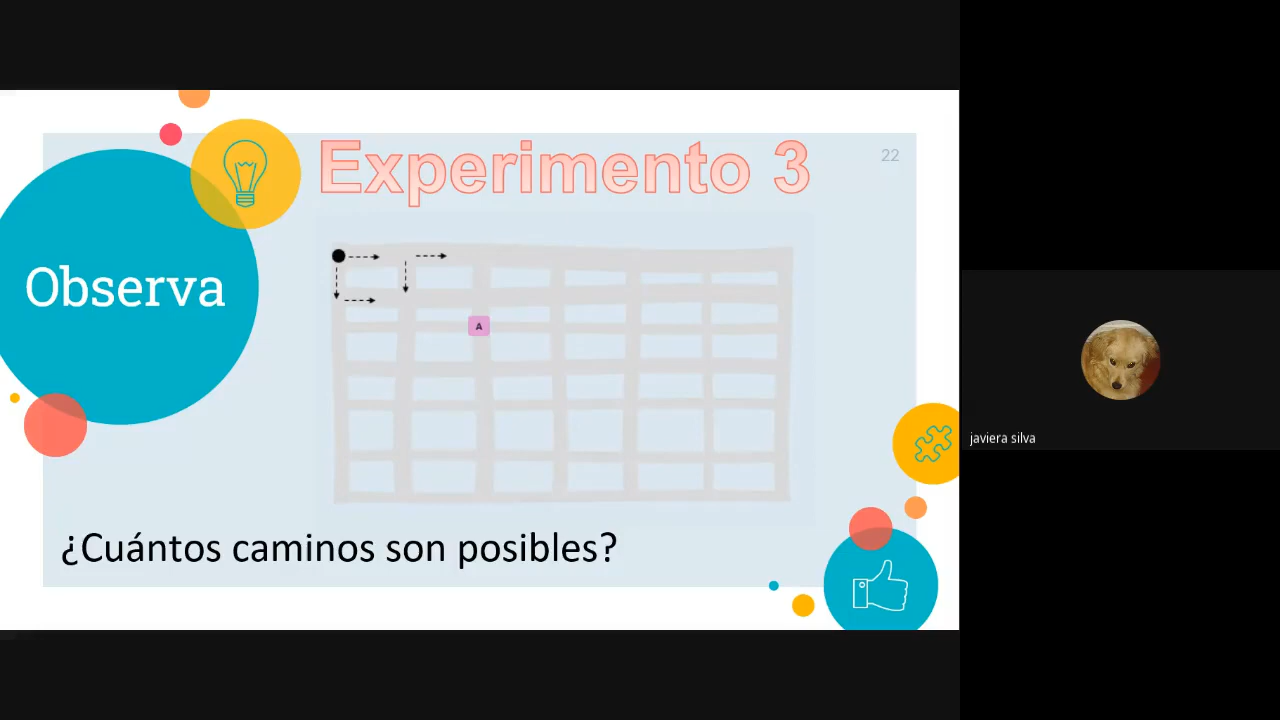 Experimento 3
22
Observa
A
¿Cuántos caminos son posibles?
javiera silva